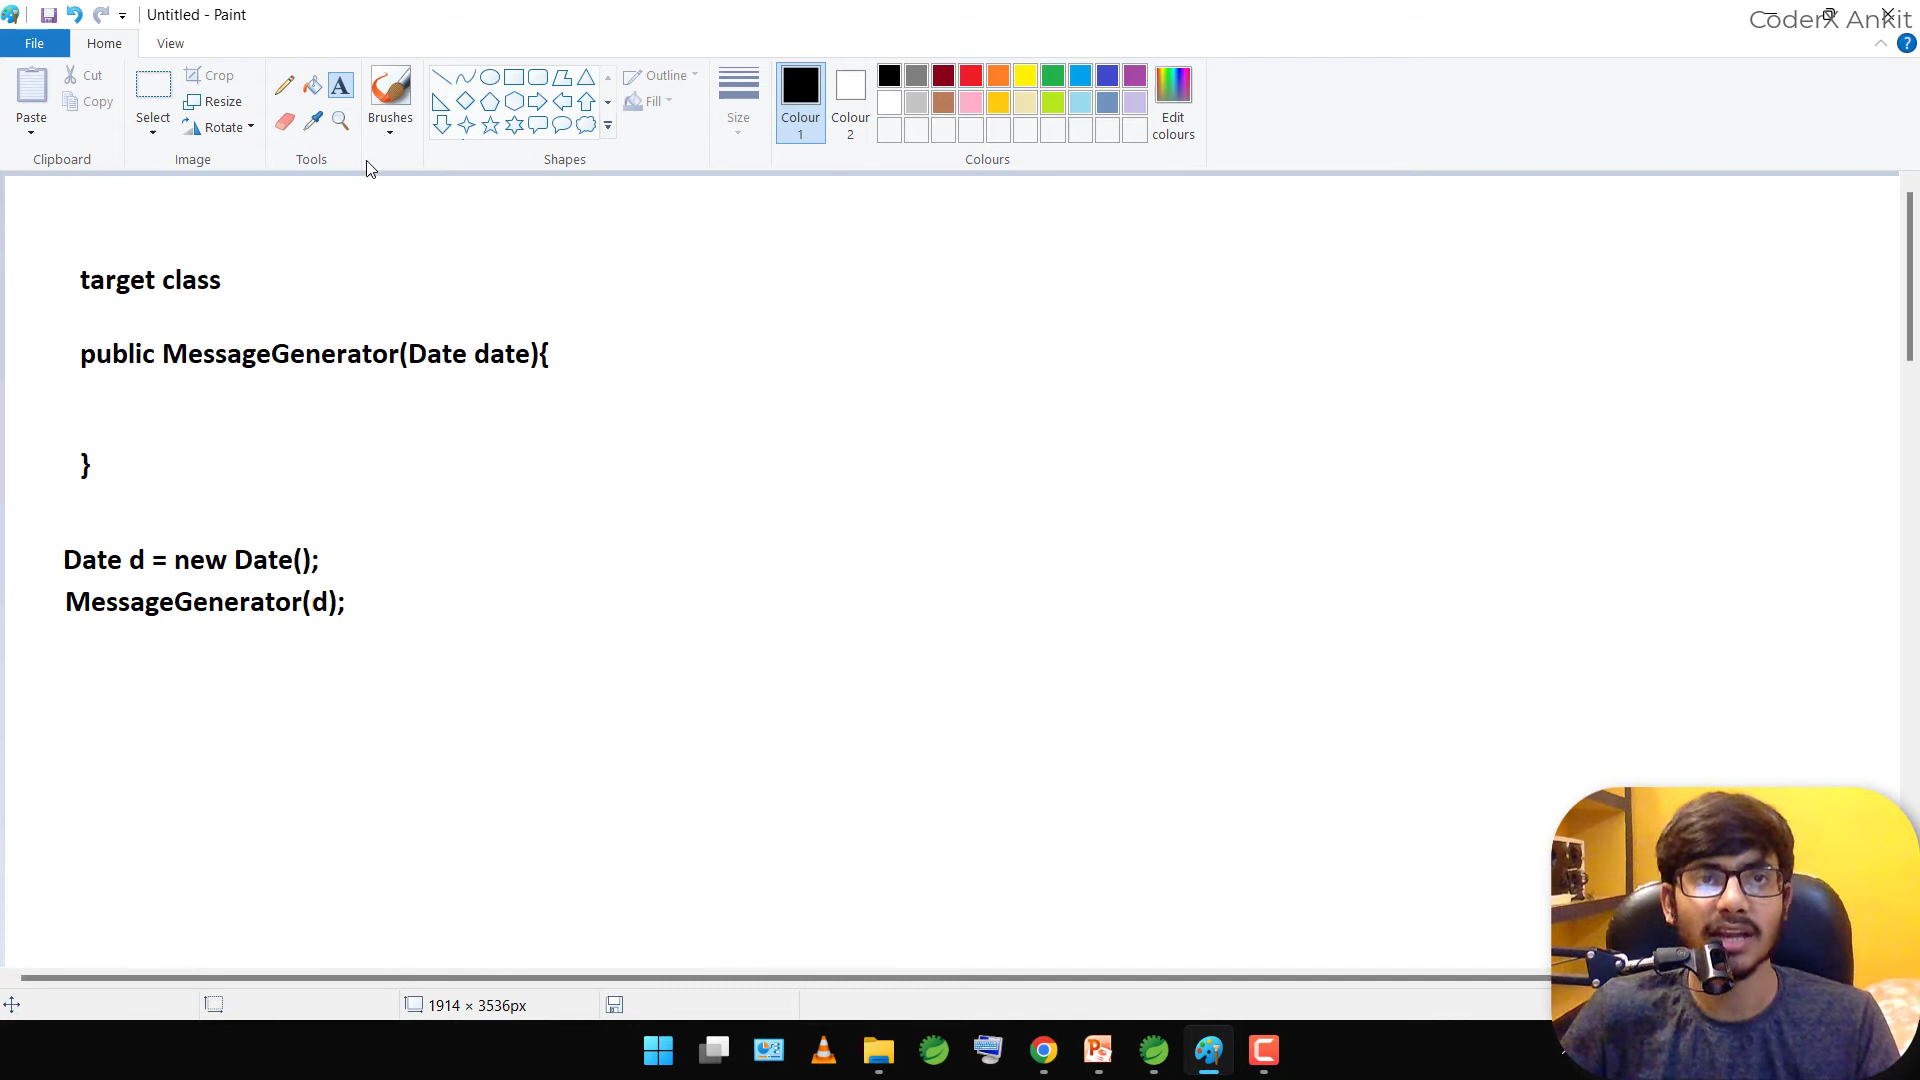 Untitled - Paint
CoderX Ankit
File
Home
View
Paste
Cut
Copy
Clipboard
Select
Crop
Resize
Rotate
Image
A
Tools
Brushes
Shapes
Outline
Fill
Size
Colour 1
Colour 2
Edit colours
Colours
target class
public MessageGenerator(Date date){
}
Date d = new Date();
MessageGenerator(d);
1914 × 3536px